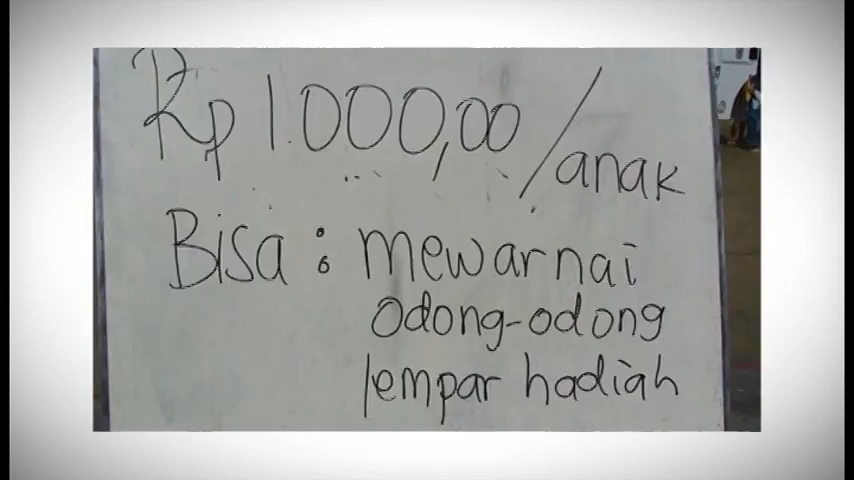 Rp 1.000,00/anak
Bisa : mewarnai
odong-odong
lempar hadiah